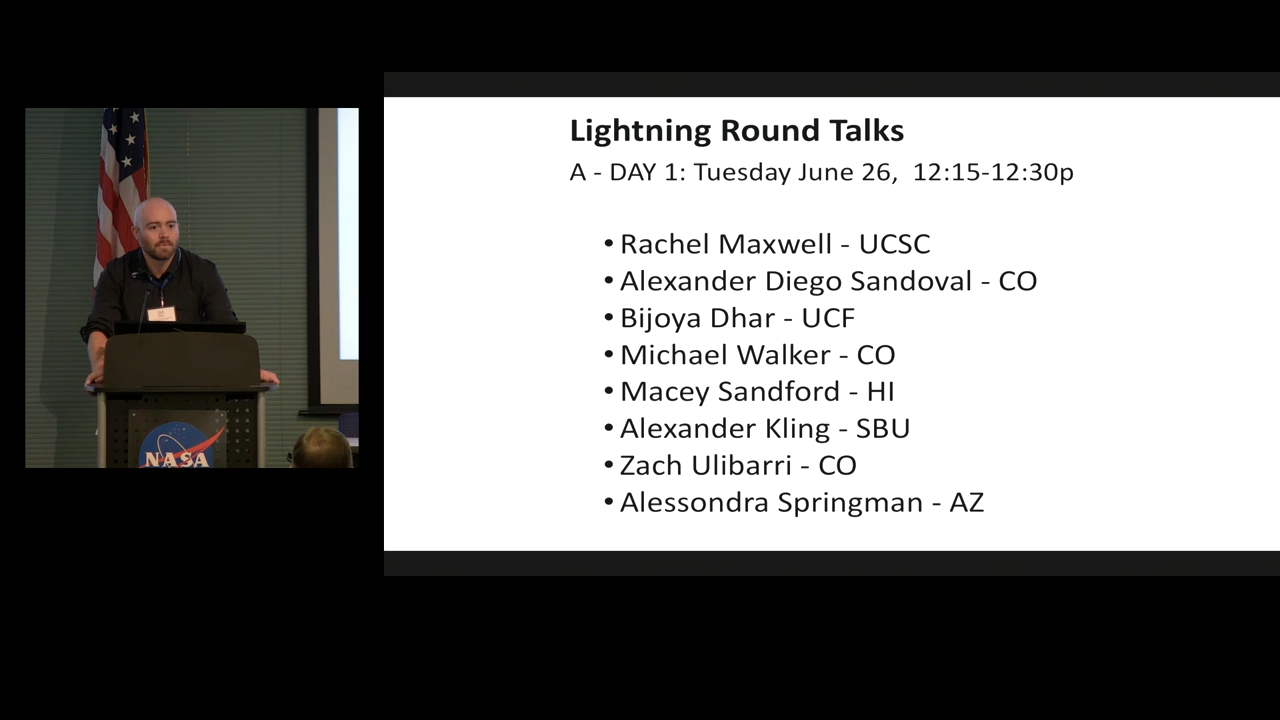 Lightning Round Talks
A - DAY 1: Tuesday June 26, 12:15-12:30p
• Rachel Maxwell - UCSC
• Alexander Diego Sandoval - CO
• Bijoya Dhar - UCF
• Michael Walker - CO
• Macey Sandford - HI
• Alexander Kling - SBU
• Zach Ulibarri - CO
• Alessondra Springman - AZ
NASA